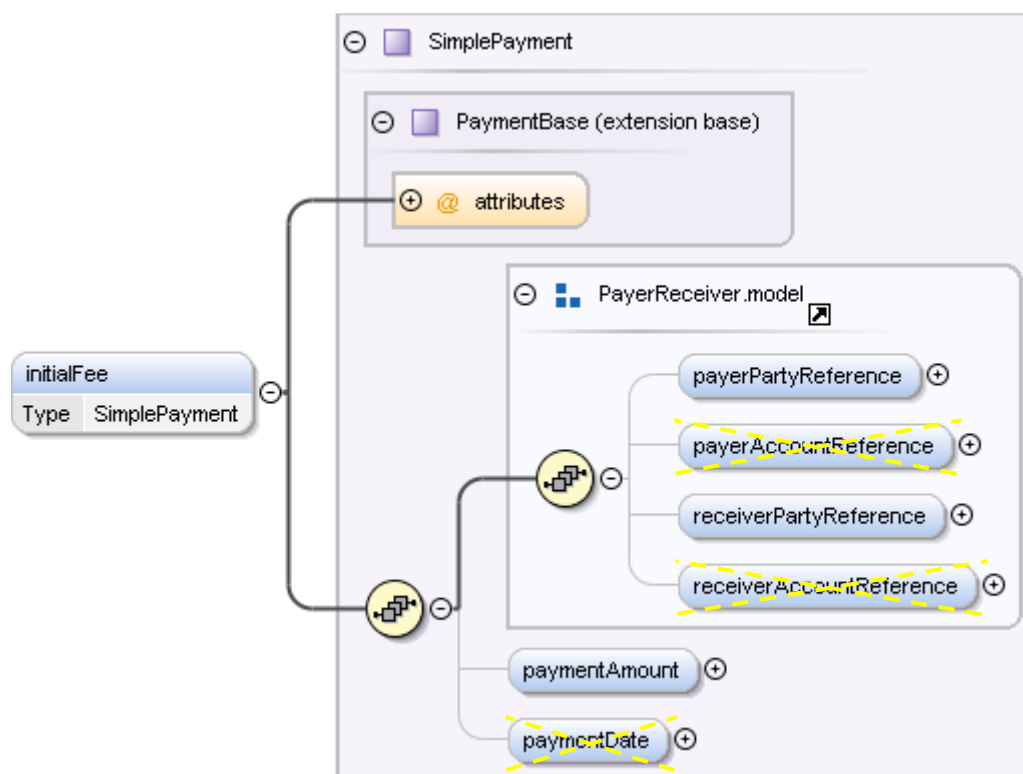 SimplePayment
PaymentBase (extension base)
@ attributes
PayerReceiver.model
initialFee
Type SimplePayment
payerPartyReference
payerAccountReference
receiverPartyReference
receiverAccountReference
paymentAmount
paymentDate